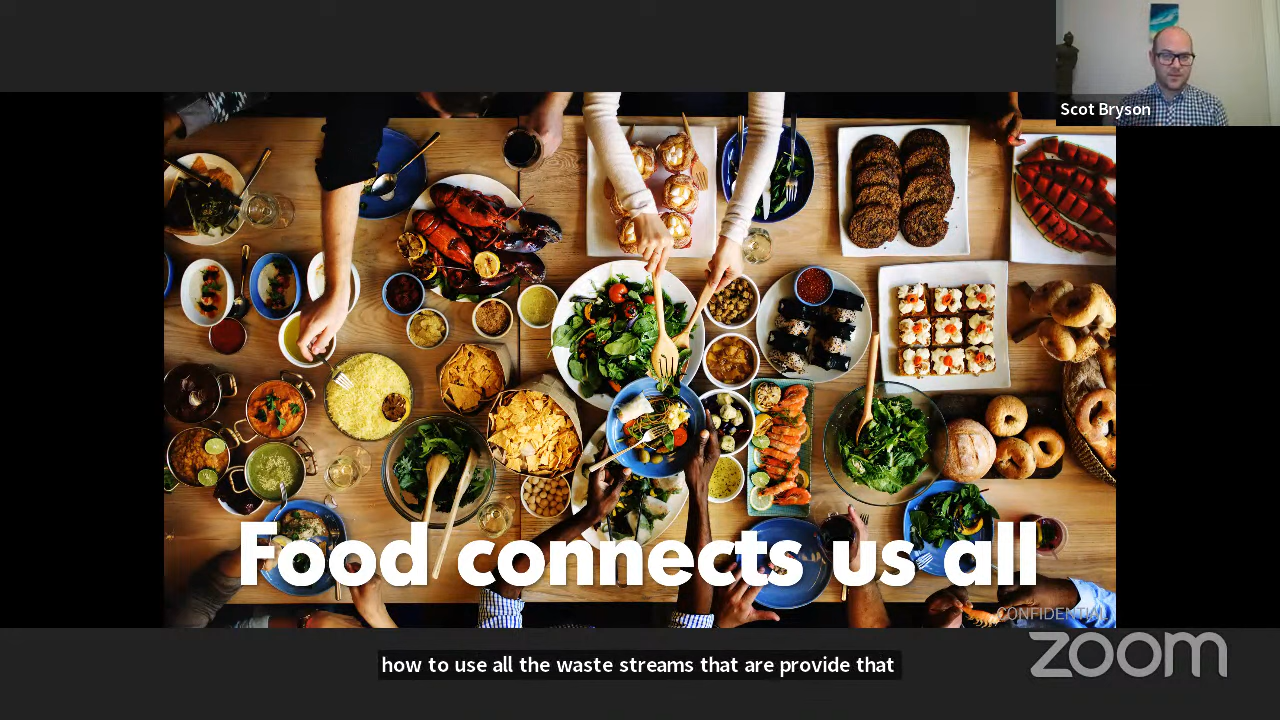 Scot Bryson
Food connects us all
CONFIDENTIAL
how to use all the waste streams that are provide that
zoom